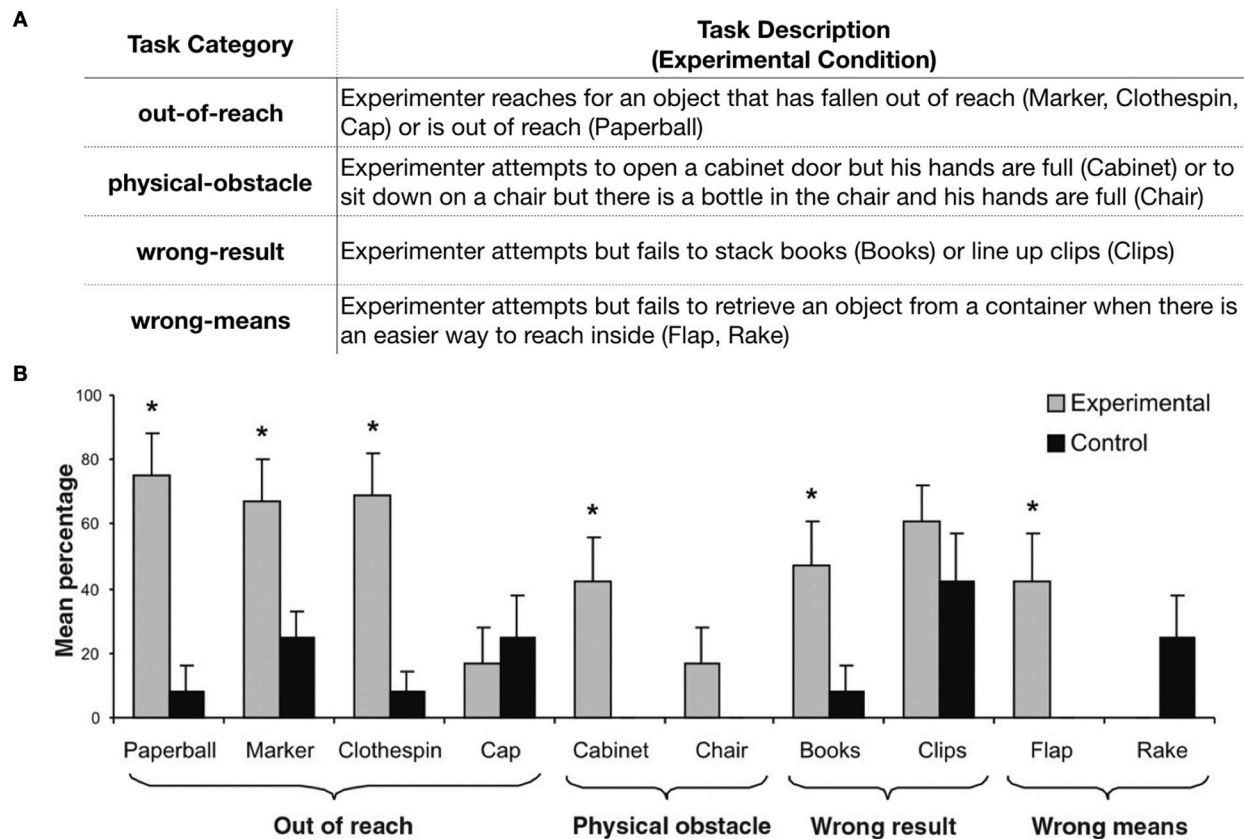 A
Task Category
Task Description
(Experimental Condition)
out-of-reach
Experimenter reaches for an object that has fallen out of reach (Marker, Clothespin,
Cap) or is out of reach (Paperball)
physical-obstacle
Experimenter attempts to open a cabinet door but his hands are full (Cabinet) or to
sit down on a chair but there is a bottle in the chair and his hands are full (Chair)
wrong-result
Experimenter attempts but fails to stack books (Books) or line up clips (Clips)
wrong-means
Experimenter attempts but fails to retrieve an object from a container when there is
an easier way to reach inside (Flap, Rake)
B
Mean percentage
100
80
60
40
20
0
* * * * * *
Experimental
Control
Paperball Marker Clothespin Cap Cabinet Chair Books Clips Flap Rake
Out of reach Physical obstacle Wrong result Wrong means